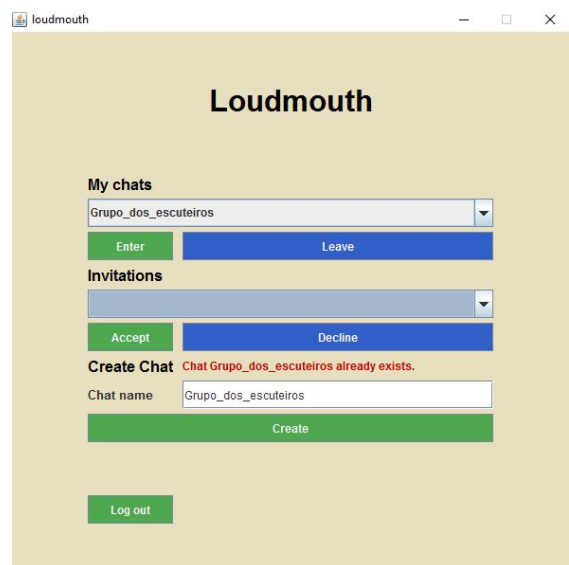 loudmouth
Loudmouth
My chats
Grupo_dos_escuteiros
Enter Leave
Invitations
Accept Decline
Create Chat Chat Grupo_dos_escuteiros already exists.
Chat name Grupo_dos_escuteiros
Create
Log out